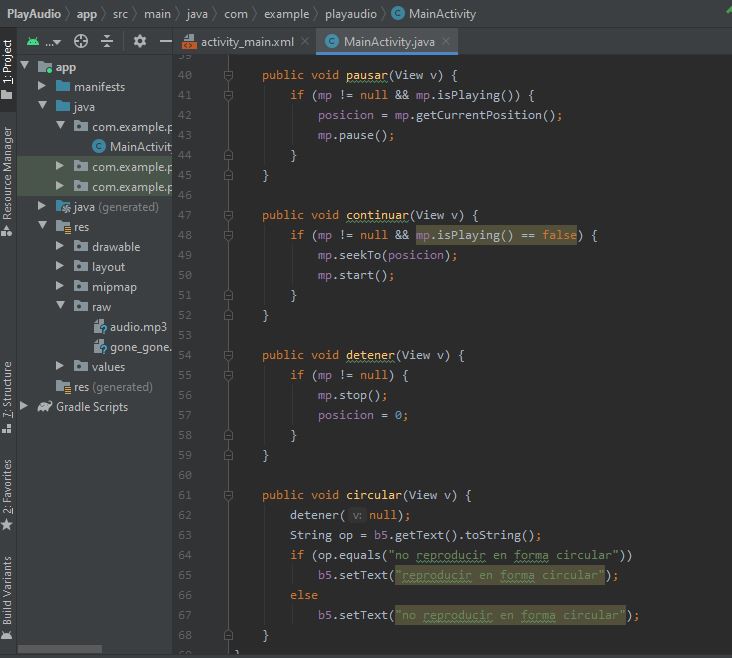 PlayAudio app src main java com example playaudio MainActivity
... activity_main.xml MainActivity.java
1: Project
Resource Manager
7: Structure
2: Favorites
Build Variants
app
manifests
java
com.example.p
MainActivit
com.example.p
com.example.p
java (generated)
res
drawable
layout
mipmap
raw
audio.mp3
gone_gone.
values
res (generated)
Gradle Scripts
39
40 public void pausar(View v) {
41 if (mp != null && mp.isPlaying()) {
42 posicion = mp.getCurrentPosition();
43 mp.pause();
44 }
45 }
46
47 public void continuar(View v) {
48 if (mp != null && mp.isPlaying() == false) {
49 mp.seekTo(posicion);
50 mp.start();
51 }
52 }
53
54 public void detener(View v) {
55 if (mp != null) {
56 mp.stop();
57 posicion = 0;
58 }
59 }
60
61 public void circular(View v) {
62 detener( v: null);
63 String op = b5.getText().toString();
64 if (op.equals("no reproducir en forma circular"))
65 b5.setText("reproducir en forma circular");
66 else
67 b5.setText("no reproducir en forma circular");
68 }
69 }